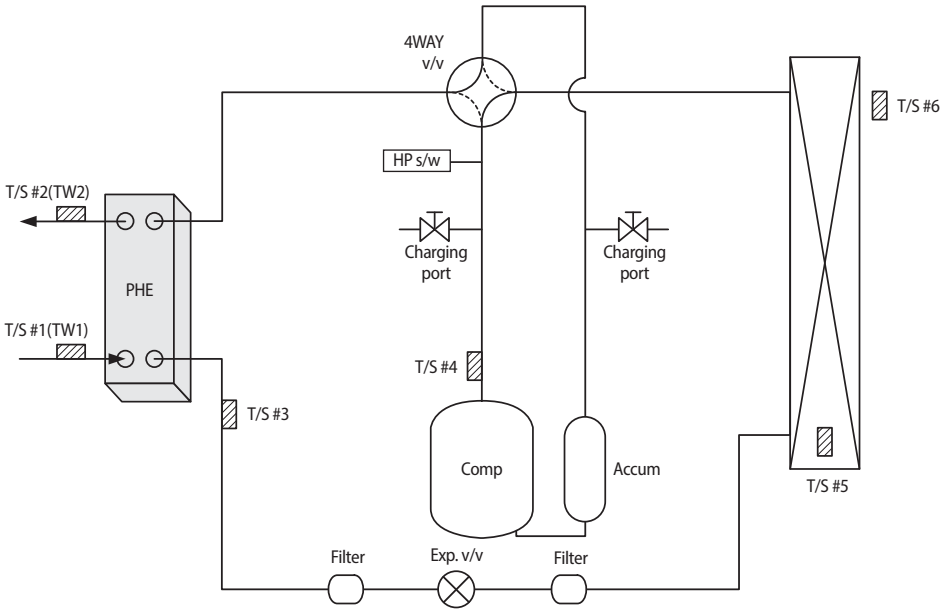 4WAY
v/v
T/S #6
HP s/w
T/S #2(TW2)
Charging
port
Charging
port
PHE
T/S #1(TW1)
T/S #4
T/S #3
Comp
Accum
T/S #5
Filter
Exp. v/v
Filter